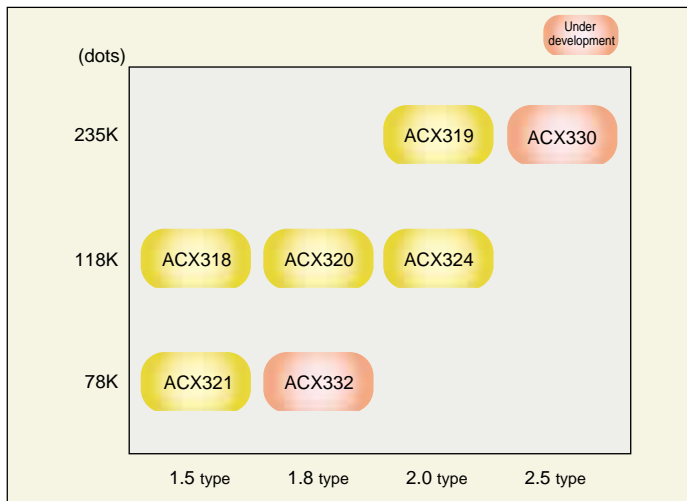 Under
development
(dots)
235K
ACX319
ACX330
118K
ACX318
ACX320
ACX324
78K
ACX321
ACX332
1.5 type
1.8 type
2.0 type
2.5 type